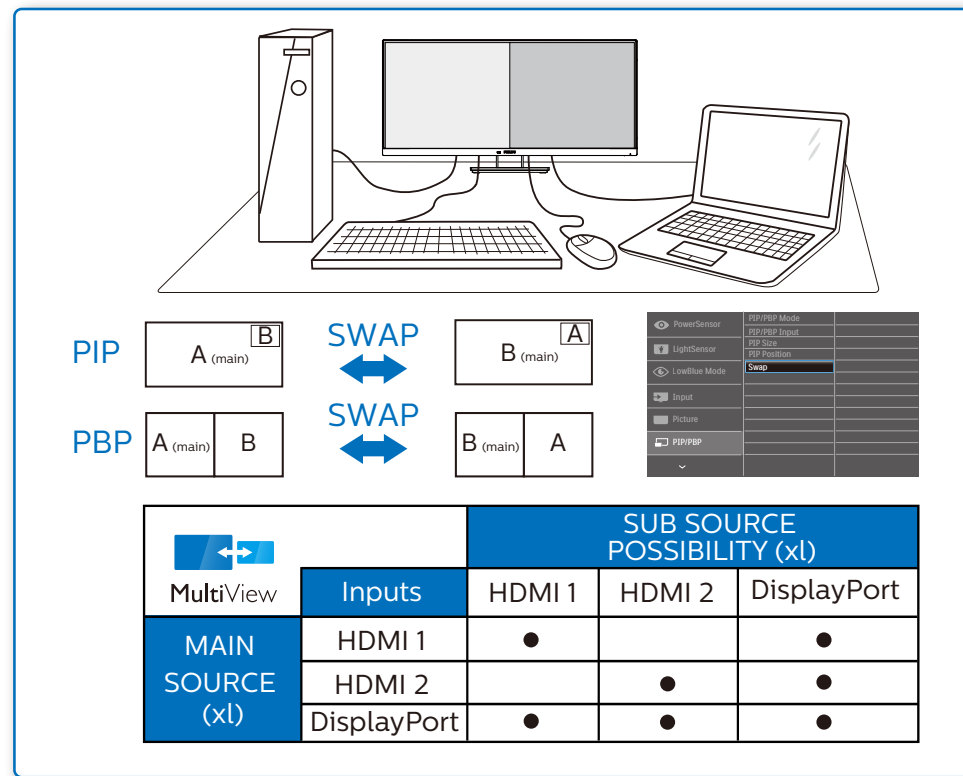 PHILIPS
PIP
A (main)
B
SWAP
B (main)
A
PBP
A (main)
B
SWAP
B (main)
A
PowerSensor
LightSensor
LowBlue Mode
Input
Picture
PIP/PBP
PIP/PBP Mode
PIP/PBP Input
PIP Size
PIP Position
Swap
MultiView
Inputs
SUB SOURCE
POSSIBILITY (xl)
HDMI 1
HDMI 2
DisplayPort
MAIN
SOURCE
(xl)
HDMI 1
● ●
HDMI 2
● ●
DisplayPort
● ● ●